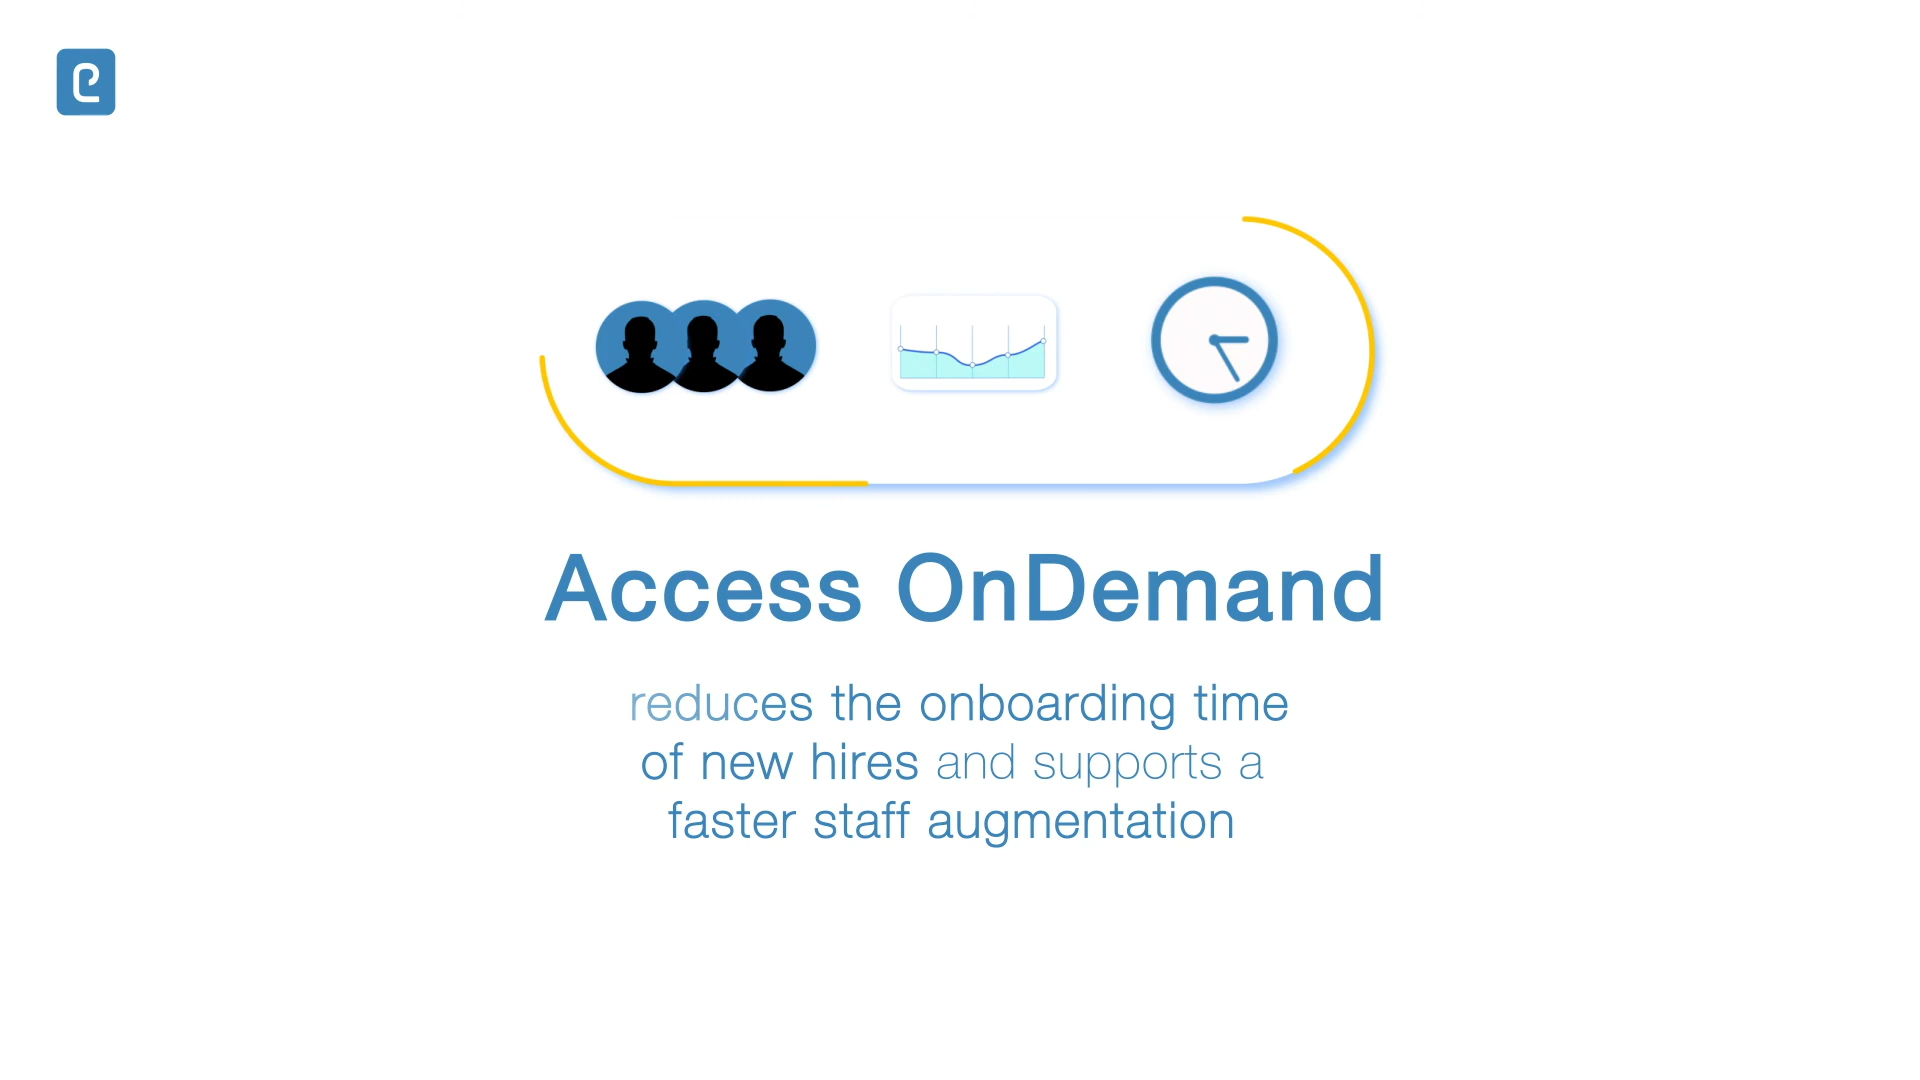 e
Access OnDemand
reduces the onboarding time
of new hires and supports a
faster staff augmentation